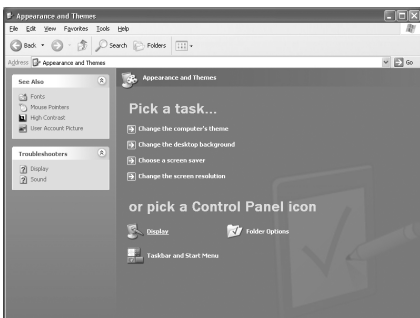 Appearance and Themes
File Edit View Favorites Tools Help
Back Search Folders
Address Appearance and Themes Go
See Also
Fonts
Mouse Pointers
High Contrast
User Account Picture
Troubleshooters
Display
Sound
Appearance and Themes
Pick a task...
Change the computer's theme
Change the desktop background
Choose a screen saver
Change the screen resolution
or pick a Control Panel icon
Display Folder Options
Taskbar and Start Menu